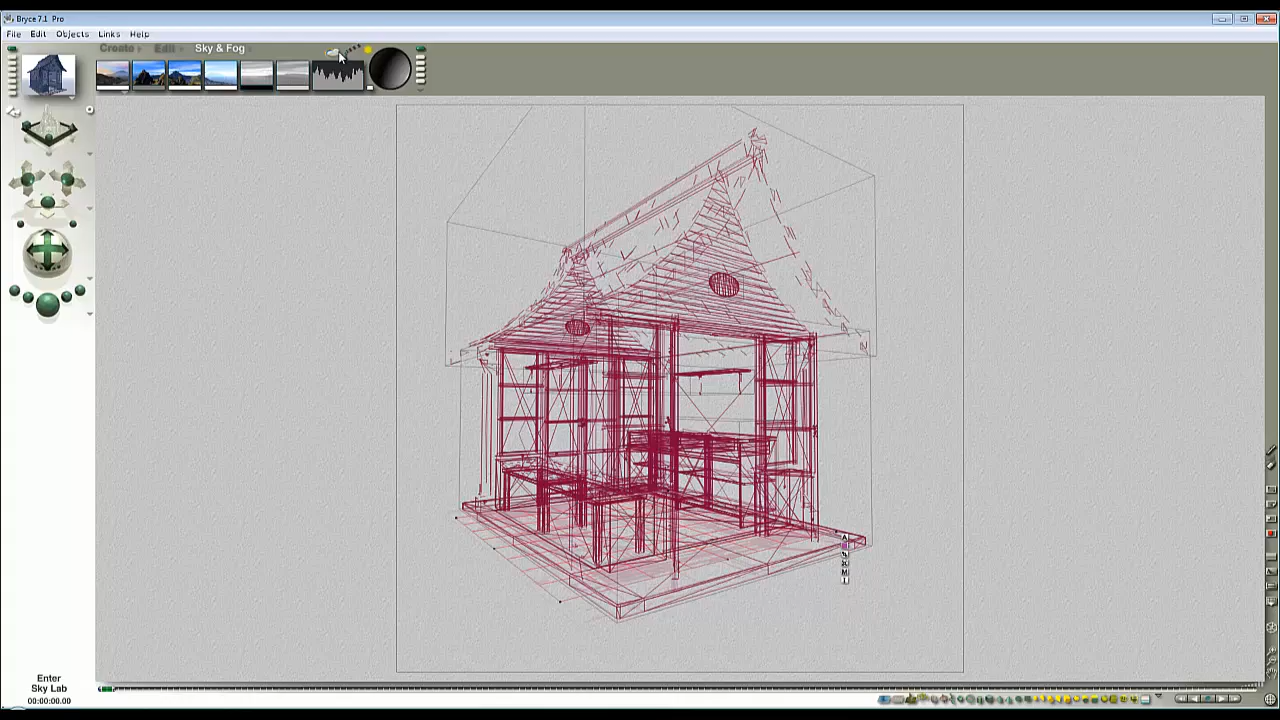 Bryce 7.1 Pro
File Edit Objects Links Help
Create Edit Sky & Fog
A
M
Enter
Sky Lab
00:00:00.00